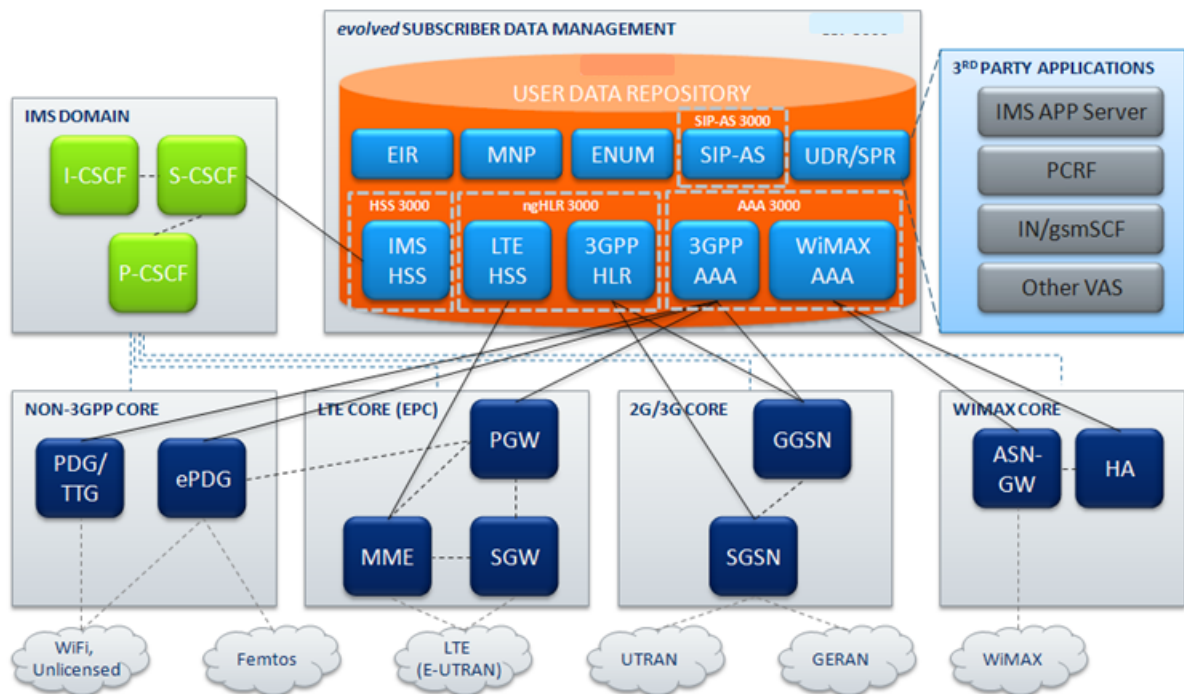 evolved SUBSCRIBER DATA MANAGEMENT
USER DATA REPOSITORY
SIP-AS 3000
EIR
MNP
ENUM
SIP-AS
UDR/SPR
HSS 3000
ngHLR 3000
AAA 3000
IMS
HSS
LTE
HSS
3GPP
HLR
3GPP
AAA
WiMAX
AAA
3RD PARTY APPLICATIONS
IMS APP Server
PCRF
IN/gsmSCF
Other VAS
IMS DOMAIN
I-CSCF
S-CSCF
P-CSCF
NON-3GPP CORE
PDG/
TTG
ePDG
LTE CORE (EPC)
PGW
MME
SGW
2G/3G CORE
GGSN
SGSN
WIMAX CORE
ASN-
GW
HA
WiFi,
Unlicensed
Femtos
LTE
(E-UTRAN)
UTRAN
GERAN
WiMAX